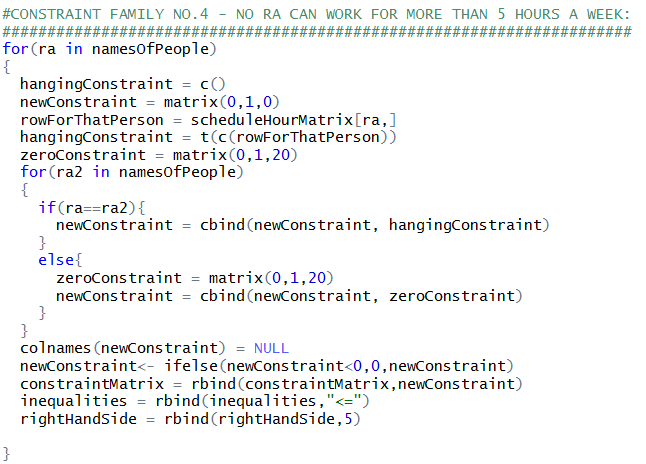 #CONSTRAINT FAMILY NO.4 - NO RA CAN WORK FOR MORE THAN 5 HOURS A WEEK:
######################################################################
for(ra in namesOfPeople)
{
  hangingConstraint = c()
  newConstraint = matrix(0,1,0)
  rowForThatPerson = scheduleHourMatrix[ra,]
  hangingConstraint = t(c(rowForThatPerson))
  zeroConstraint = matrix(0,1,20)
  for(ra2 in namesOfPeople)
  {
    if(ra==ra2){
      newConstraint = cbind(newConstraint, hangingConstraint)
    }
    else{
      zeroConstraint = matrix(0,1,20)
      newConstraint = cbind(newConstraint, zeroConstraint)
    }
  }
  colnames(newConstraint) = NULL
  newConstraint<- ifelse(newConstraint<0,0,newConstraint)
  constraintMatrix = rbind(constraintMatrix,newConstraint)
  inequalities = rbind(inequalities,"<=")
  rightHandSide = rbind(rightHandSide,5)
}